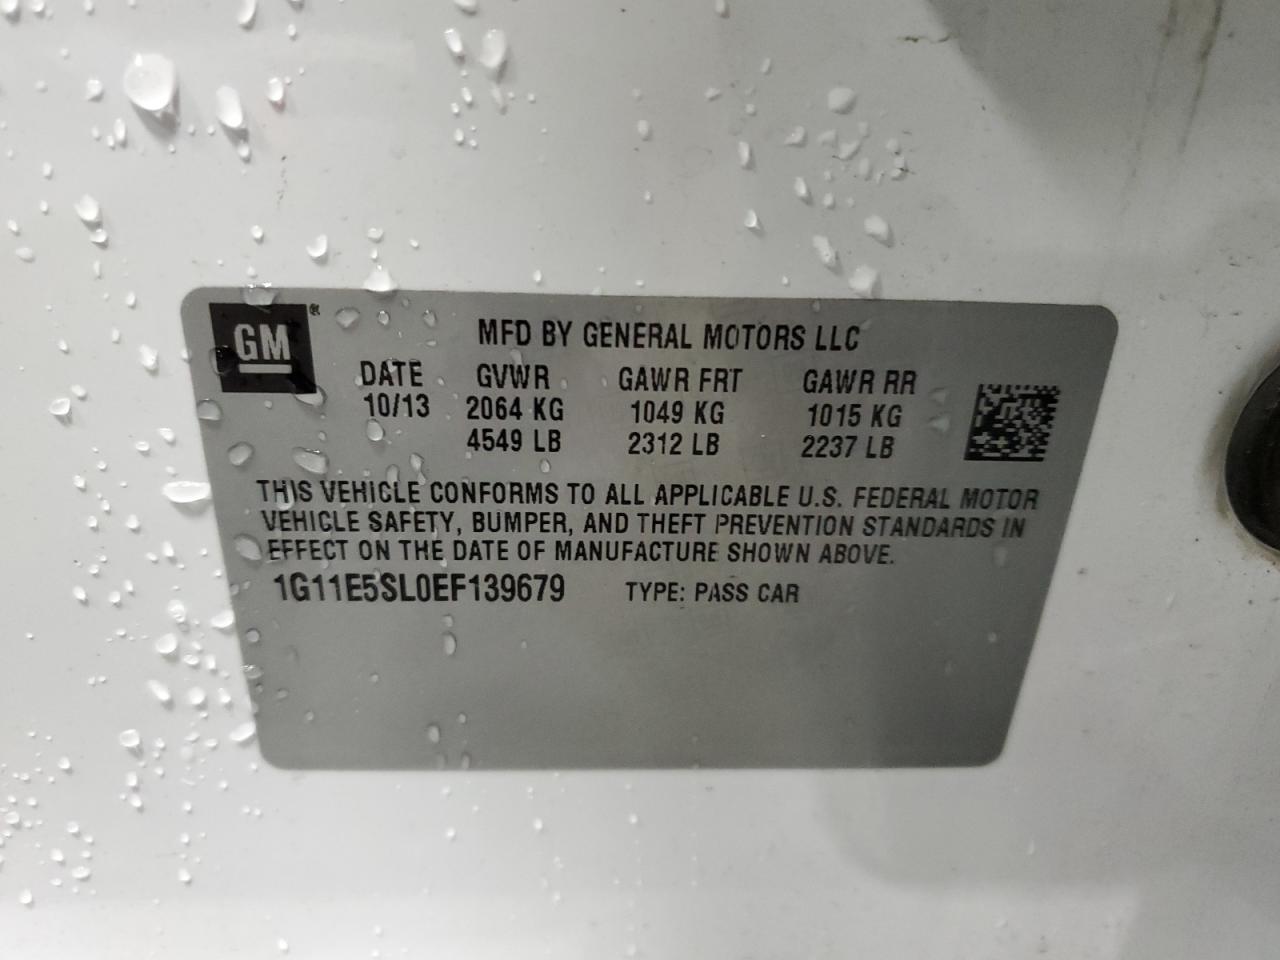 GM®
MFD BY GENERAL MOTORS LLC
DATE GVWR GAWR FRT GAWR RR
10/13 2064 KG 1049 KG 1015 KG
4549 LB 2312 LB 2237 LB
THIS VEHICLE CONFORMS TO ALL APPLICABLE U.S. FEDERAL MOTOR
VEHICLE SAFETY, BUMPER, AND THEFT PREVENTION STANDARDS IN
EFFECT ON THE DATE OF MANUFACTURE SHOWN ABOVE.
1G11E5SL0EF139679 TYPE: PASS CAR